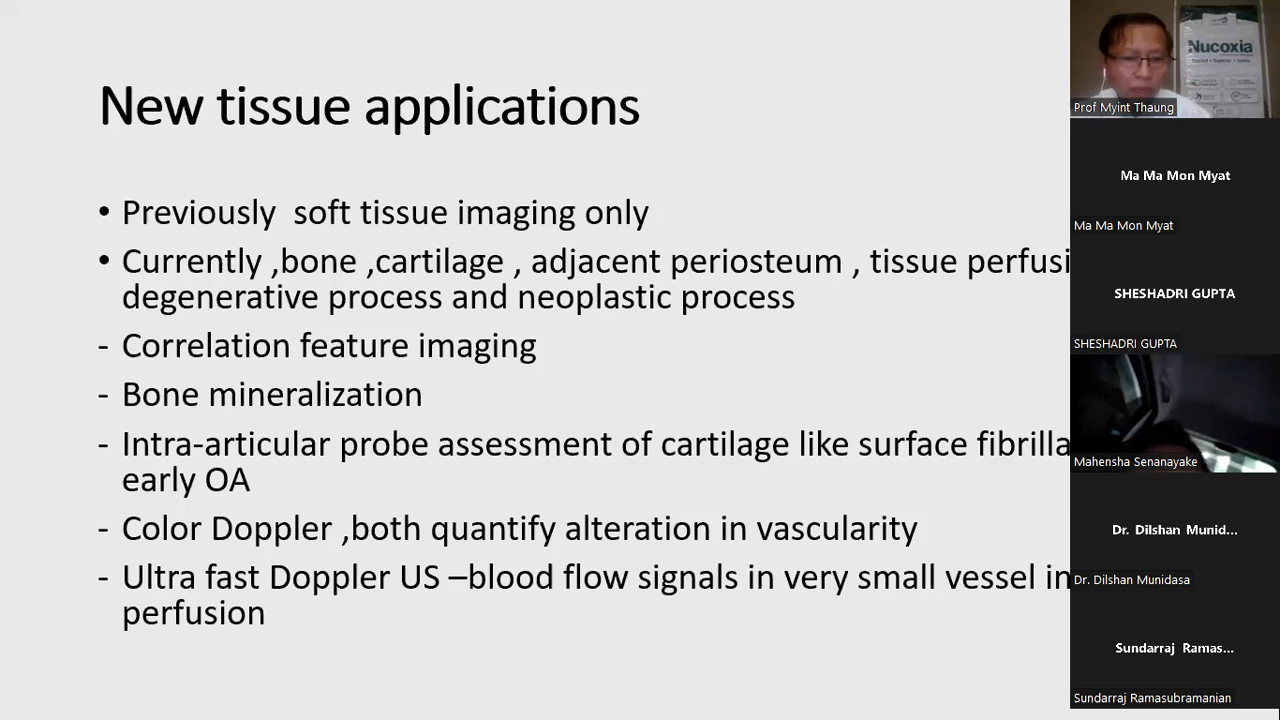 New tissue applications
• Previously soft tissue imaging only
• Currently ,bone ,cartilage , adjacent periosteum , tissue perfusi
degenerative process and neoplastic process
- Correlation feature imaging
- Bone mineralization
- Intra-articular probe assessment of cartilage like surface fibrilla
early OA
- Color Doppler ,both quantify alteration in vascularity
- Ultra fast Doppler US –blood flow signals in very small vessel in
perfusion
Nucoxia
Prof Myint Thaung
Ma Ma Mon Myat
Ma Ma Mon Myat
SHESHADRI GUPTA
SHESHADRI GUPTA
Mahensha Senanayake
Dr. Dilshan Munid...
Dr. Dilshan Munidasa
Sundarraj Ramas...
Sundarraj Ramasubramanian